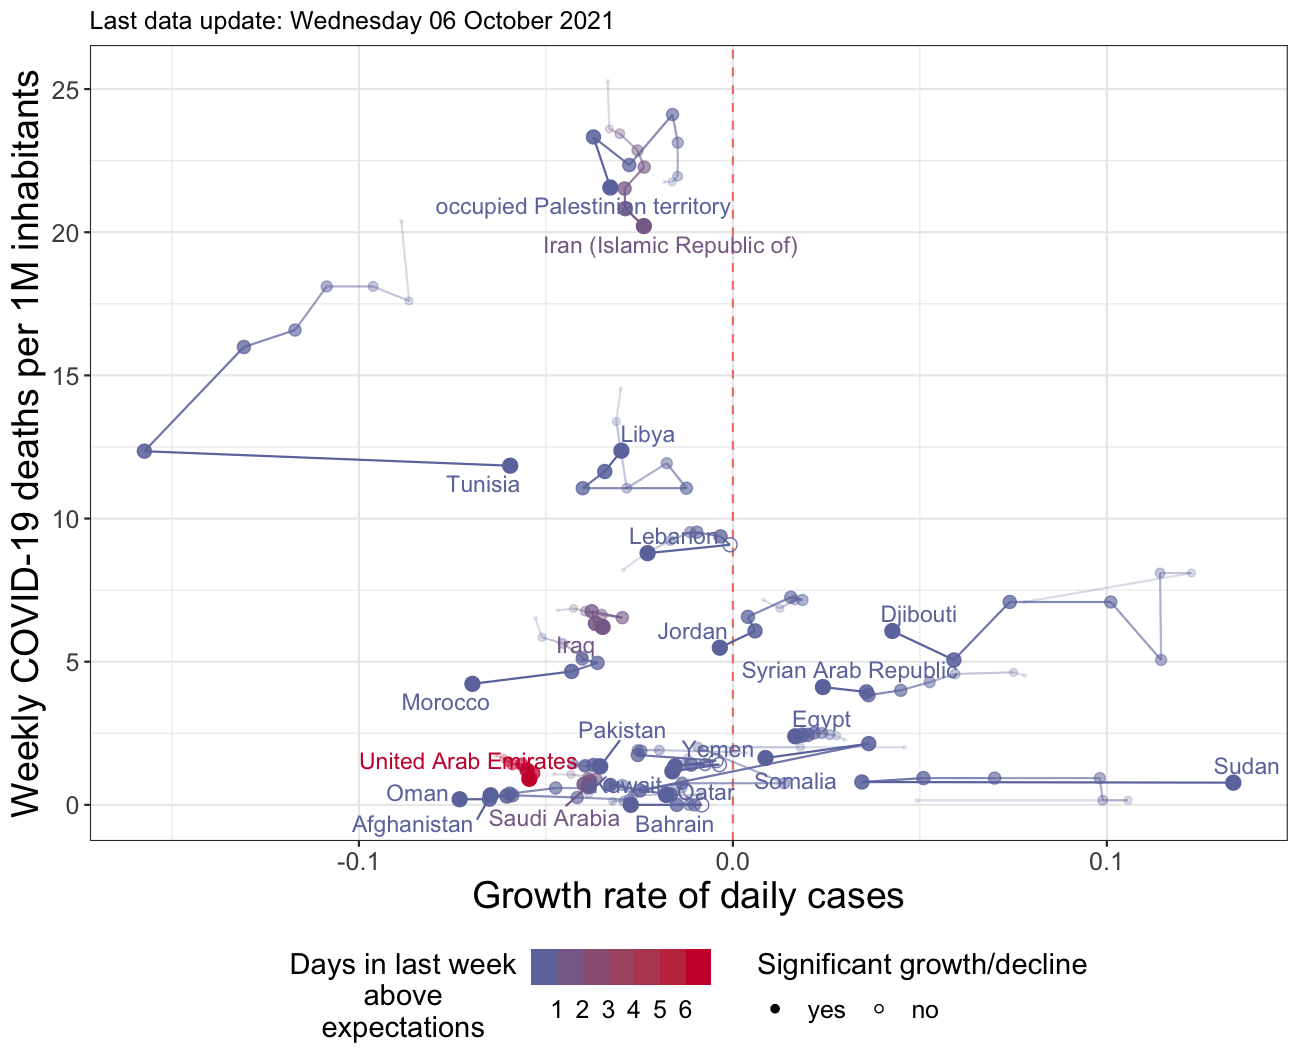 Last data update: Wednesday 06 October 2021
Weekly COVID-19 deaths per 1M inhabitants
25
20
15
10
5
0
occupied Palestinian territory
Iran (Islamic Republic of)
Libya
Tunisia
Lebanon
Djibouti
Jordan
Iraq
Syrian Arab Republic
Morocco
Egypt
Pakistan
Yemen
United Arab Emirates
Sudan
Somalia
Kuwait
Qatar
Oman
Saudi Arabia
Afghanistan
Bahrain
-0.1
0.0
0.1
Growth rate of daily cases
Days in last week
above
expectations
1 2 3 4 5 6
Significant growth/decline
yes
no